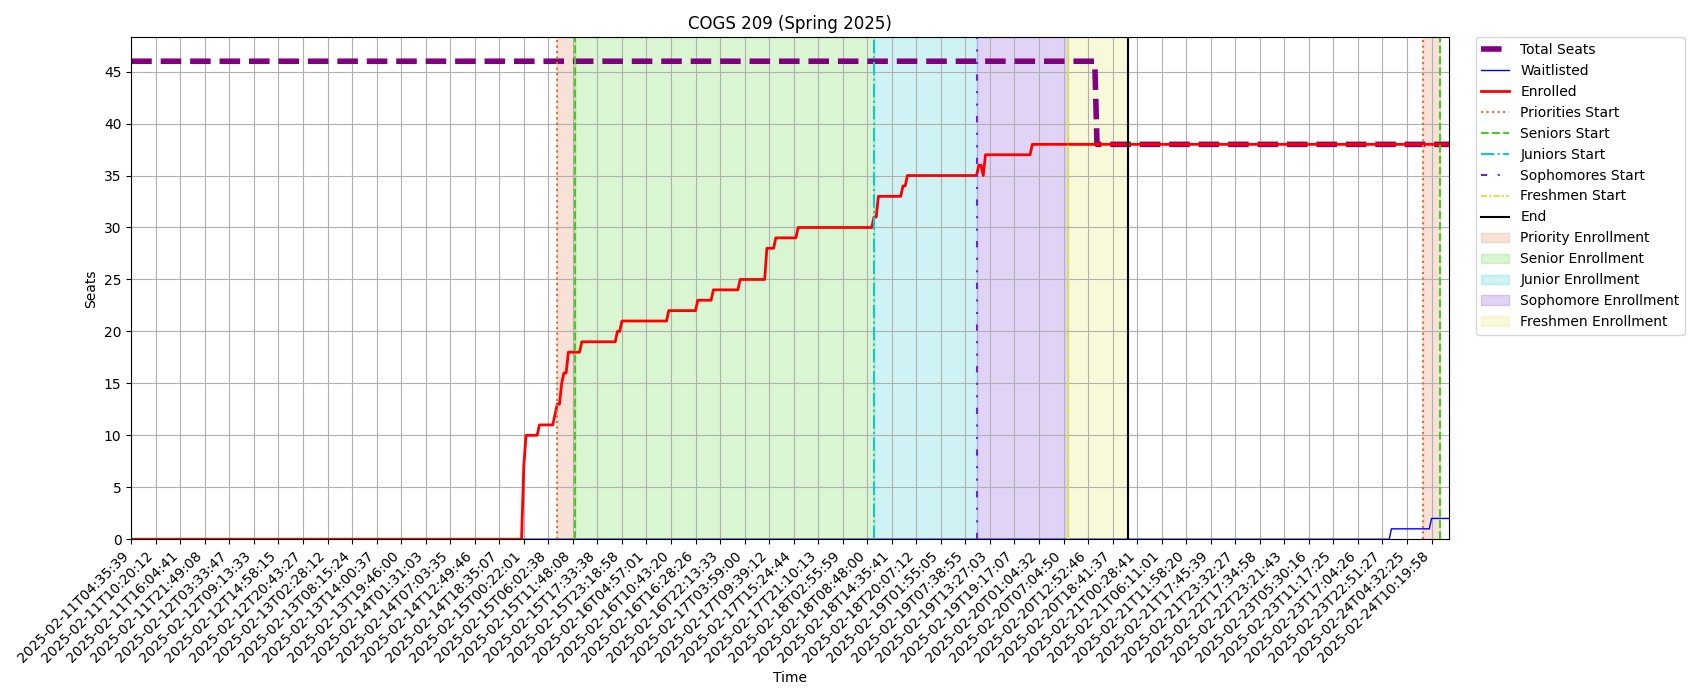 COGS 209 (Spring 2025)
Seats
45
40
35
30
25
20
15
10
5
0
2025-02-11T04:35:39
2025-02-11T10:20:12
2025-02-11T16:04:41
2025-02-11T21:49:08
2025-02-12T03:33:47
2025-02-12T09:13:33
2025-02-12T14:58:15
2025-02-12T20:43:27
2025-02-13T02:28:12
2025-02-13T08:15:24
2025-02-13T14:00:37
2025-02-13T19:46:00
2025-02-14T01:31:03
2025-02-14T07:03:35
2025-02-14T12:49:46
2025-02-14T18:35:07
2025-02-15T00:22:01
2025-02-15T06:02:38
2025-02-15T11:48:08
2025-02-15T17:33:38
2025-02-15T23:18:58
2025-02-16T04:57:01
2025-02-16T10:43:20
2025-02-16T16:28:26
2025-02-16T22:13:33
2025-02-17T03:59:00
2025-02-17T09:39:12
2025-02-17T15:24:44
2025-02-17T21:10:13
2025-02-18T02:55:59
2025-02-18T08:48:00
2025-02-18T14:35:41
2025-02-18T20:07:12
2025-02-19T01:55:05
2025-02-19T07:38:55
2025-02-19T13:27:03
2025-02-19T19:17:07
2025-02-20T01:04:32
2025-02-20T07:04:50
2025-02-20T12:52:46
2025-02-20T18:41:37
2025-02-21T00:28:41
2025-02-21T06:11:01
2025-02-21T11:58:20
2025-02-21T17:45:39
2025-02-21T23:32:27
2025-02-22T17:34:58
2025-02-22T23:21:43
2025-02-23T05:30:16
2025-02-23T11:17:25
2025-02-23T17:04:26
2025-02-23T22:51:27
2025-02-24T04:32:25
2025-02-24T10:19:58
Time
Total Seats
Waitlisted
Enrolled
Priorities Start
Seniors Start
Juniors Start
Sophomores Start
Freshmen Start
End
Priority Enrollment
Senior Enrollment
Junior Enrollment
Sophomore Enrollment
Freshmen Enrollment